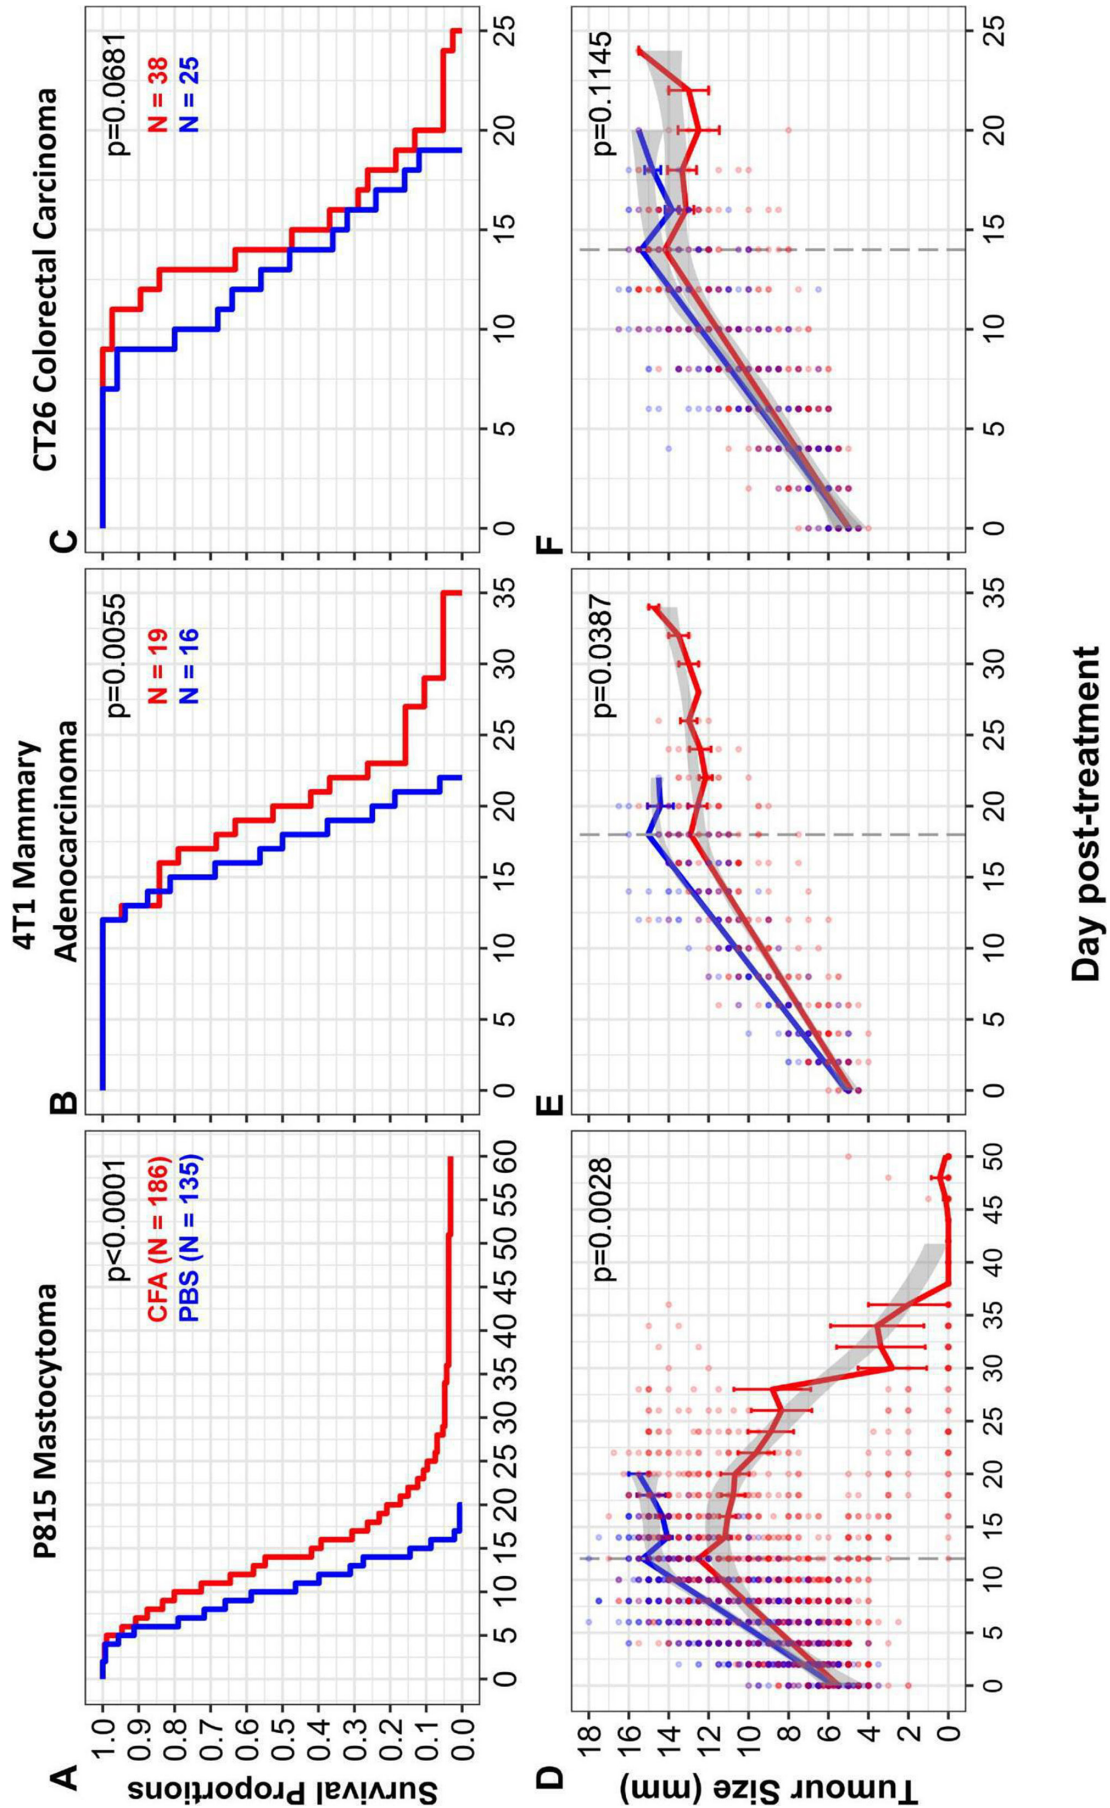 P815 Mastocytoma
4T1 Mammary
Adenocarcinoma
CT26 Colorectal Carcinoma
A
Survival Proportions
1.0
0.9
0.8
0.7
0.6
0.5
0.4
0.3
0.2
0.1
0.0
p<0.0001
CFA (N = 186)
PBS (N = 135)
0 5 10 15 20 25 30 35 40 45 50 55 60
B
p=0.0055
N = 19
N = 16
0 5 10 15 20 25 30 35
C
p=0.0681
N = 38
N = 25
0 5 10 15 20 25
D
Tumour Size (mm)
18
16
14
12
10
8
6
4
2
0
p=0.0028
0 5 10 15 20 25 30 35 40 45 50
E
p=0.0387
0 5 10 15 20 25 30 35
F
p=0.1145
0 5 10 15 20 25
Day post-treatment